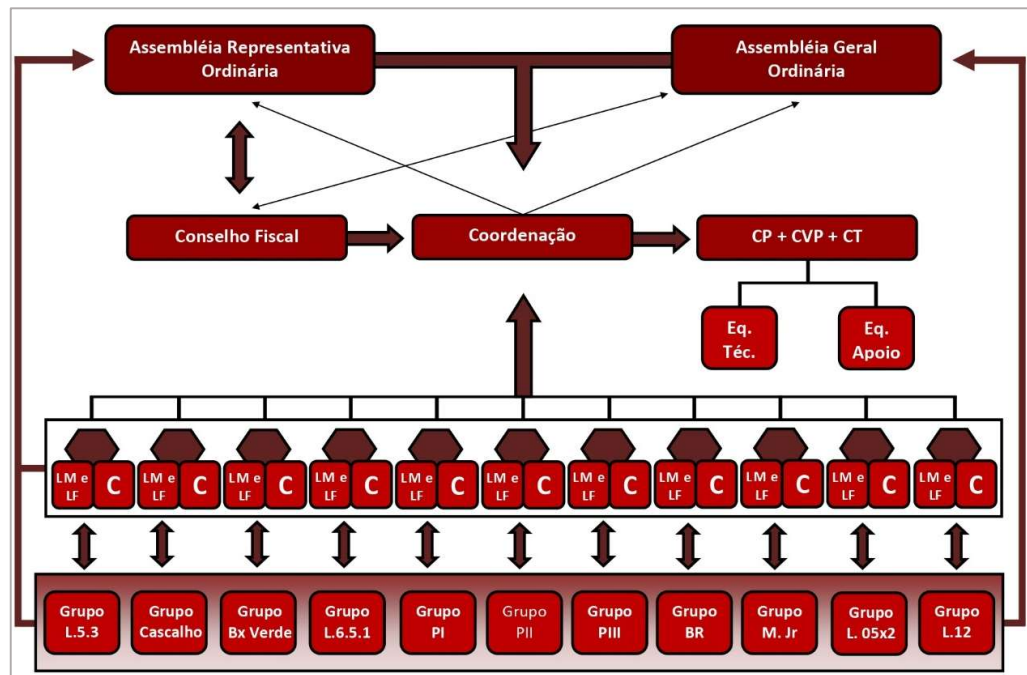 Assembléia Representativa
Ordinária
Assembléia Geral
Ordinária
Conselho Fiscal
Coordenação
CP + CVP + CT
Eq.
Téc.
Eq.
Apoio
LM e
LF
C
LM e
LF
C
LM e
LF
C
LM e
LF
C
LM e
LF
C
LM e
LF
C
LM e
LF
C
LM e
LF
C
LM e
LF
C
LM e
LF
C
LM e
LF
C
Grupo
L.5.3
Grupo
Cascalho
Grupo
Bx Verde
Grupo
L.6.5.1
Grupo
PI
Grupo
PII
Grupo
PIII
Grupo
BR
Grupo
M. Jr
Grupo
L. 05x2
Grupo
L.12